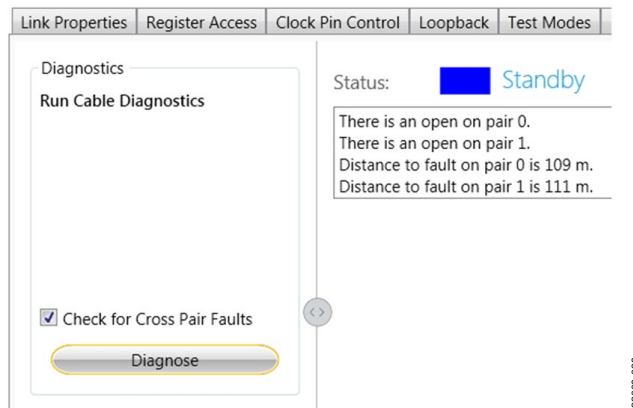 Link Properties
Register Access
Clock Pin Control
Loopback
Test Modes
Diagnostics
Run Cable Diagnostics
Check for Cross Pair Faults
Diagnose
Status:
Standby
There is an open on pair 0.
There is an open on pair 1.
Distance to fault on pair 0 is 109 m.
Distance to fault on pair 1 is 111 m.